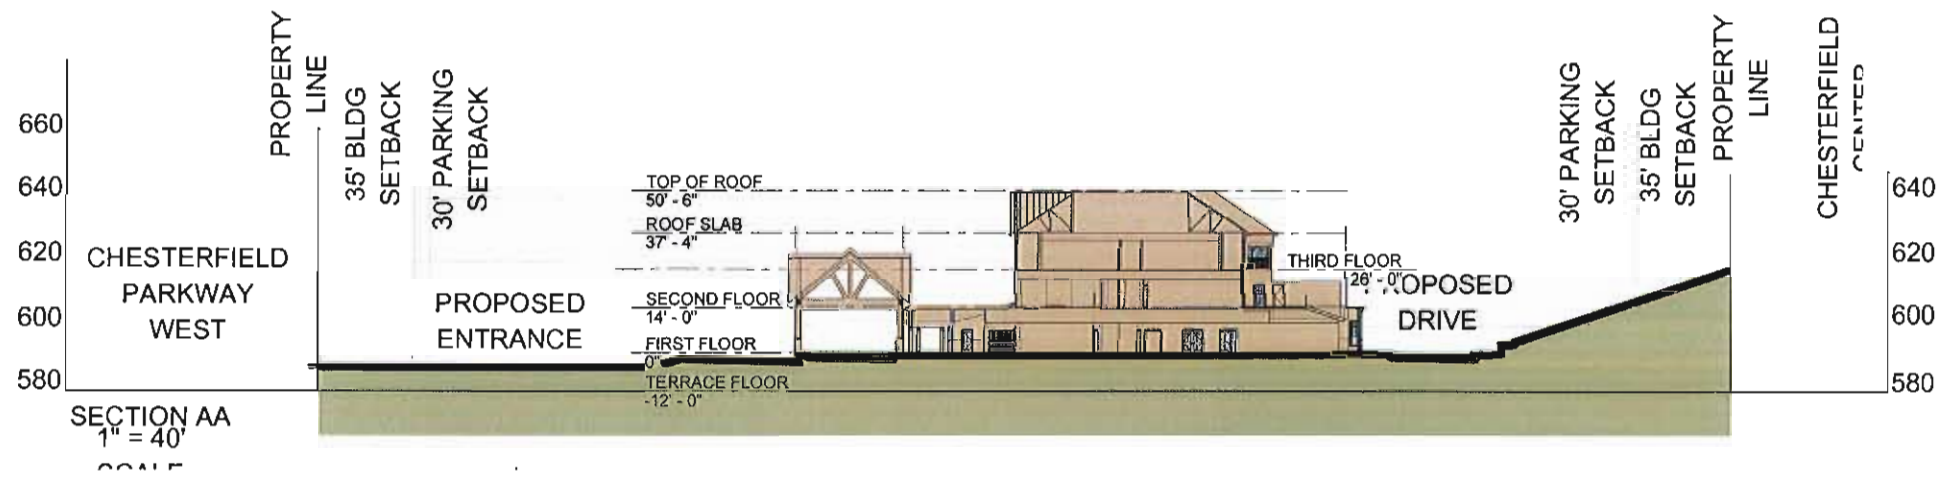 PROPERTY
LINE
35' BLDG
SETBACK
30' PARKING
SETBACK
30' PARKING
SETBACK
35' BLDG
SETBACK
PROPERTY
LINE
CHESTERFIELD
CENTER
660
640
620
600
580
CHESTERFIELD
PARKWAY
WEST
PROPOSED
ENTRANCE
TOP OF ROOF
50' - 6"
ROOF SLAB
37' - 4"
THIRD FLOOR
26' - 0"
SECOND FLOOR
14' - 0"
FIRST FLOOR
0"
TERRACE FLOOR
-12' - 0"
DRIVE
640
620
600
580
SECTION AA
1" = 40'
SCALE